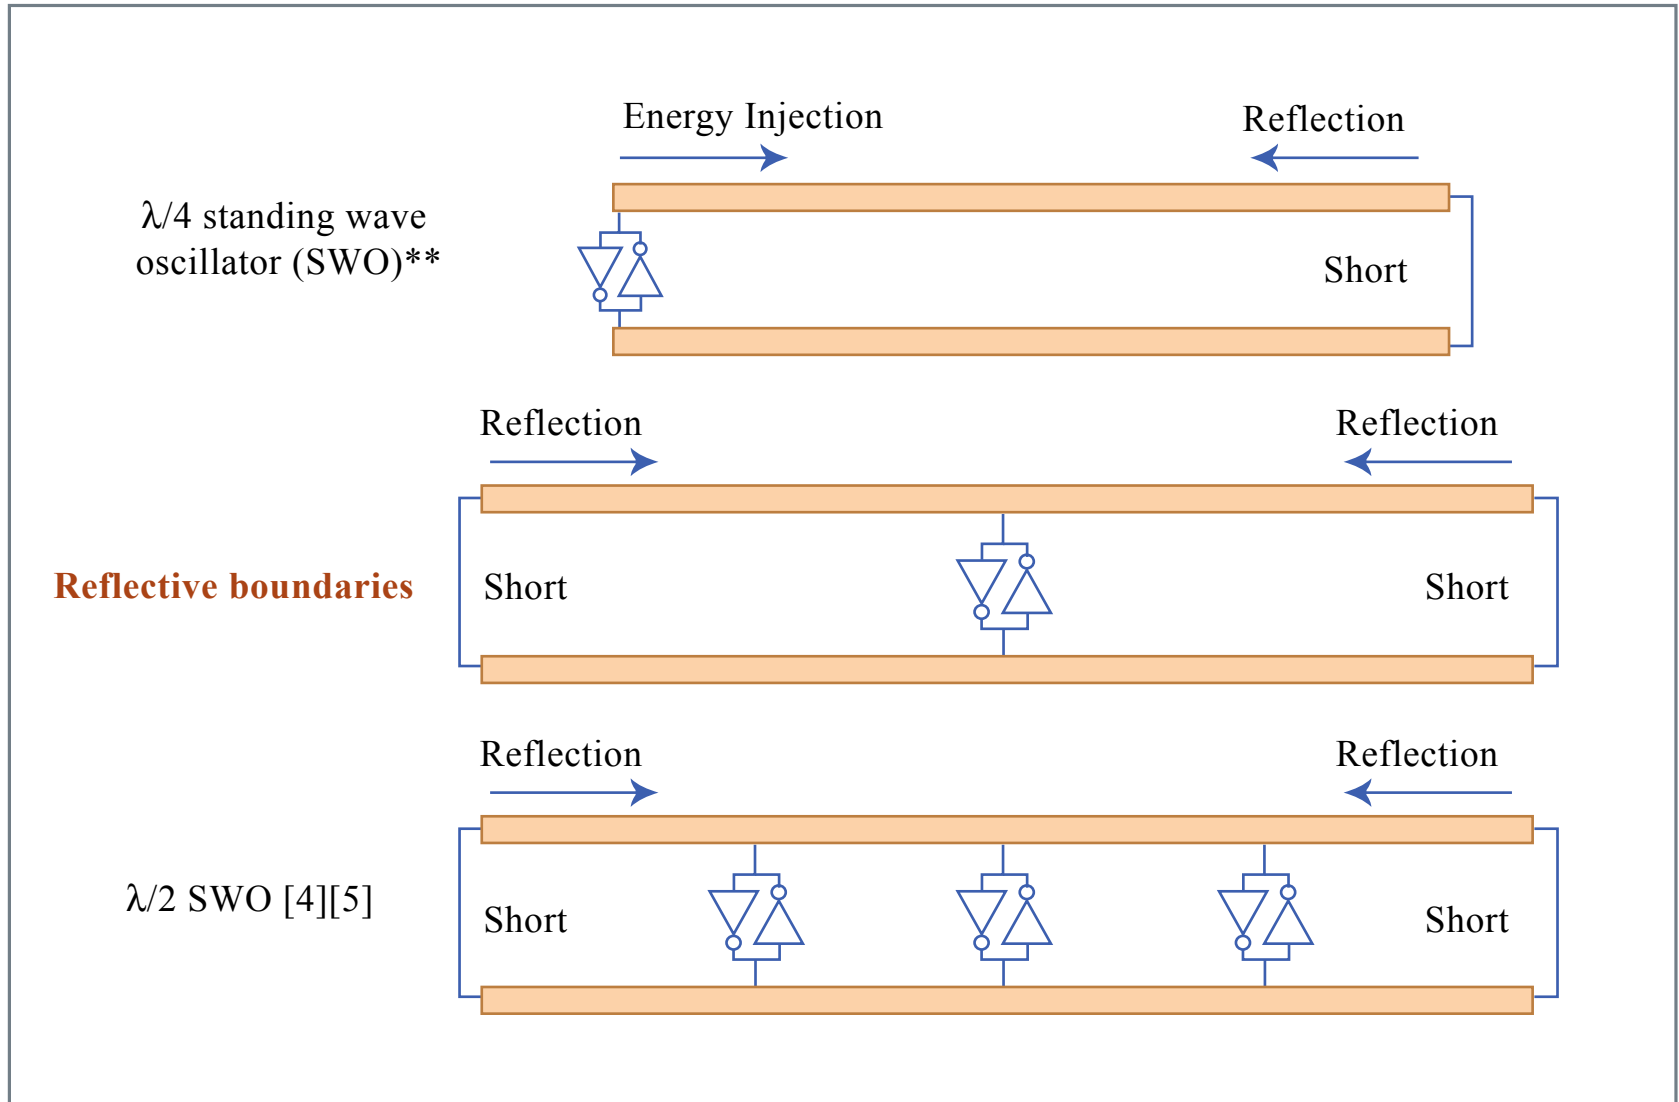 Energy Injection
Reflection
λ/4 standing wave
oscillator (SWO)**
Short
Reflection
Reflection
Reflective boundaries
Short
Short
Reflection
Reflection
λ/2 SWO [4][5]
Short
Short